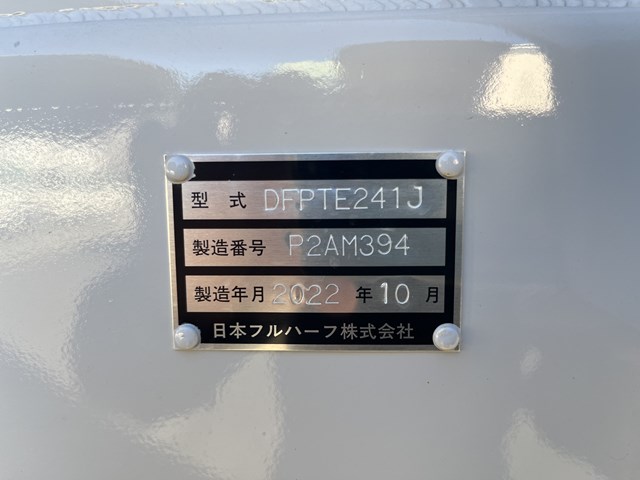 型 式 DFPTE241J
製造番号 P2AM394
製造年月 2022 年 10 月
日本フルハーフ株式会社